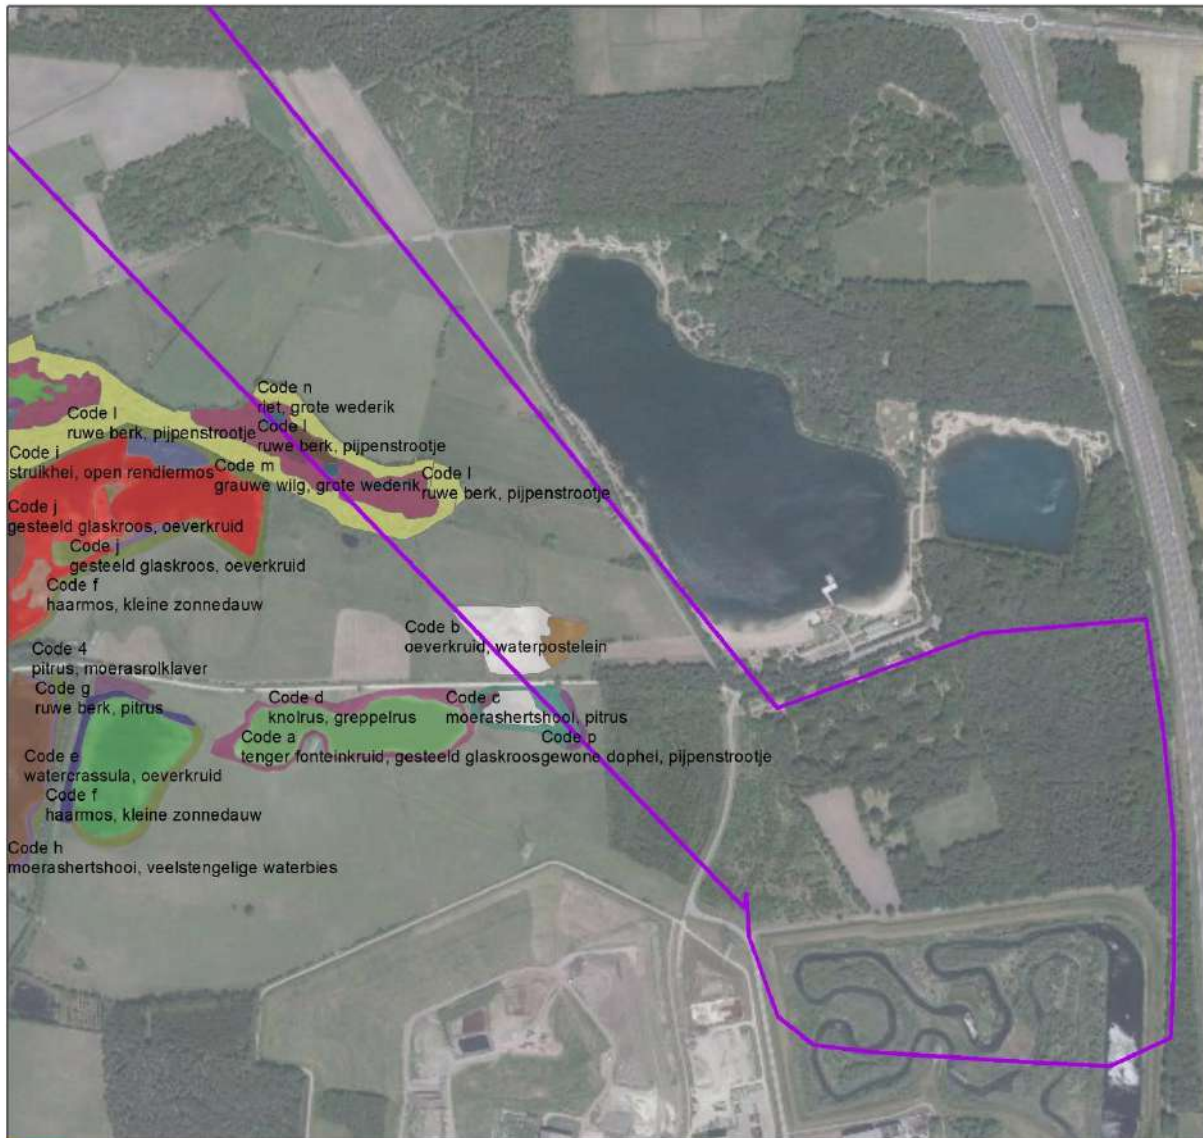 Code n
riet, grote wederik
Code l
ruwe berk, pijpenstrootje
Code l
ruwe berk, pijpenstrootje
Code i
struikhei, open rendiermos
Code m
grauwe wilg, grote wederik
Code l
ruwe berk, pijpenstrootje
Code j
gesteeld glaskroos, oeverkruid
Code j
gesteeld glaskroos, oeverkruid
Code f
haarmos, kleine zonnedauw
Code b
oeverkruid, waterpostelein
Code 4
pitrus, moerasrolklaver
Code g
ruwe berk, pitrus
Code d
knolrus, greppelrus
Code c
moerashertshooi, pitrus
Code a
tenger fonteinkruid, gesteeld glaskroos
Code p
gewone dophei, pijpenstrootje
Code e
watercrassula, oeverkruid
Code f
haarmos, kleine zonnedauw
Code h
moerashertshooi, veelstengelige waterbies